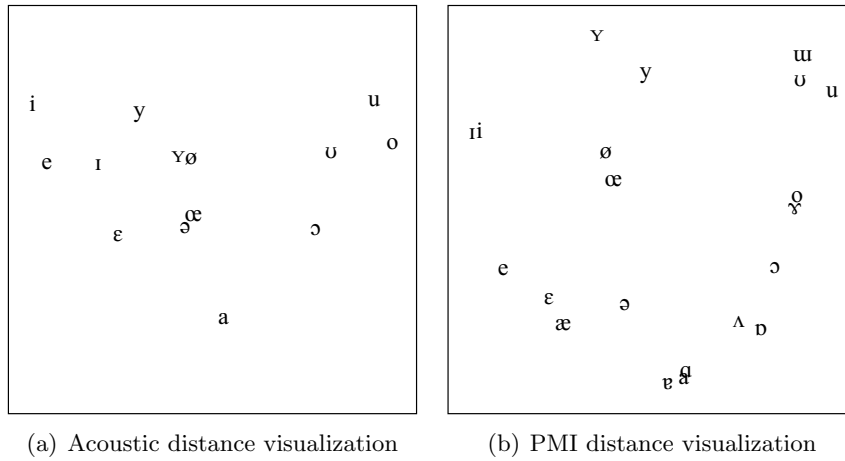 i y u
e ɪ ʏø ʊ o
œ
ɛ ə ɔ
a
(a) Acoustic distance visualization
ʏ
y ɯ
ʊ u
ɪi
ø
œ
o
ɤ
e ɔ
ɛ ə
æ ʌ ɒ
ɐ a ɑ
(b) PMI distance visualization